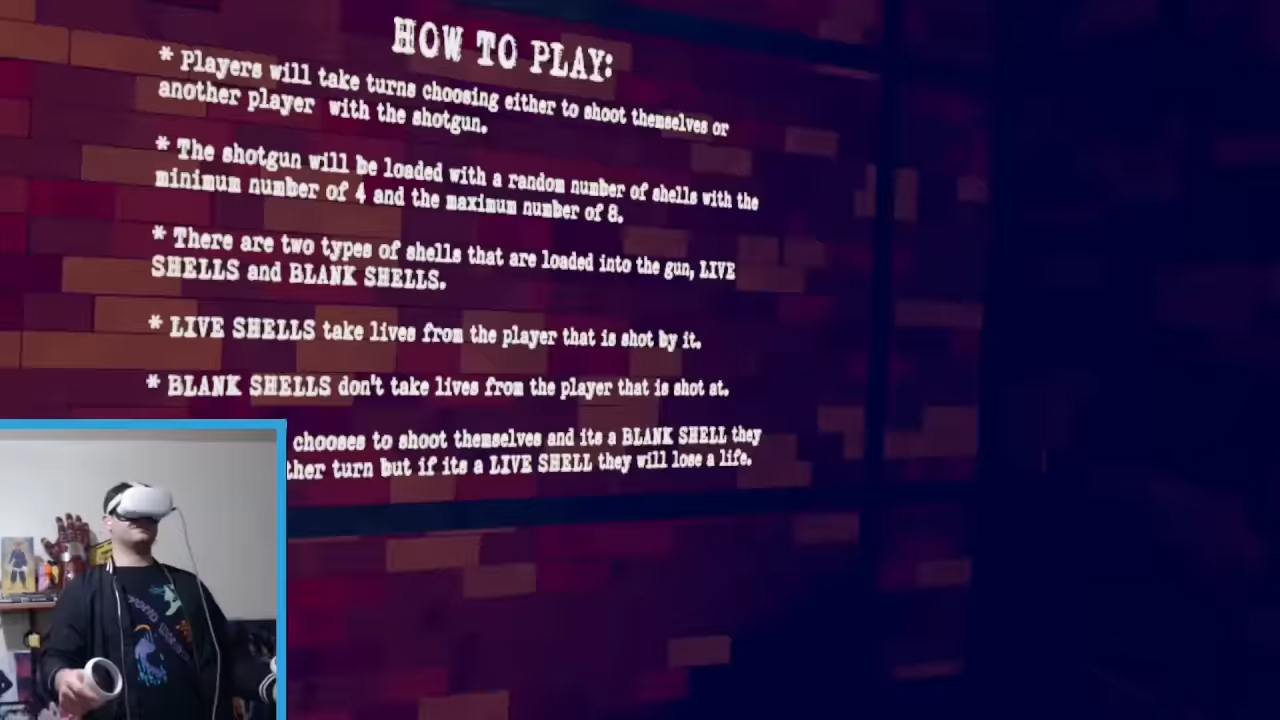 HOW TO PLAY:
* Players will take turns choosing either to shoot themselves or
another player with the shotgun.
* The shotgun will be loaded with a random number of shells with the
minimum number of 4 and the maximum number of 8.
* There are two types of shells that are loaded into the gun, LIVE
SHELLS and BLANK SHELLS.
* LIVE SHELLS take lives from the player that is shot by it.
* BLANK SHELLS don't take lives from the player that is shot at.
chooses to shoot themselves and its a BLANK SHELL they
ther turn but if its a LIVE SHELL they will lose a life.